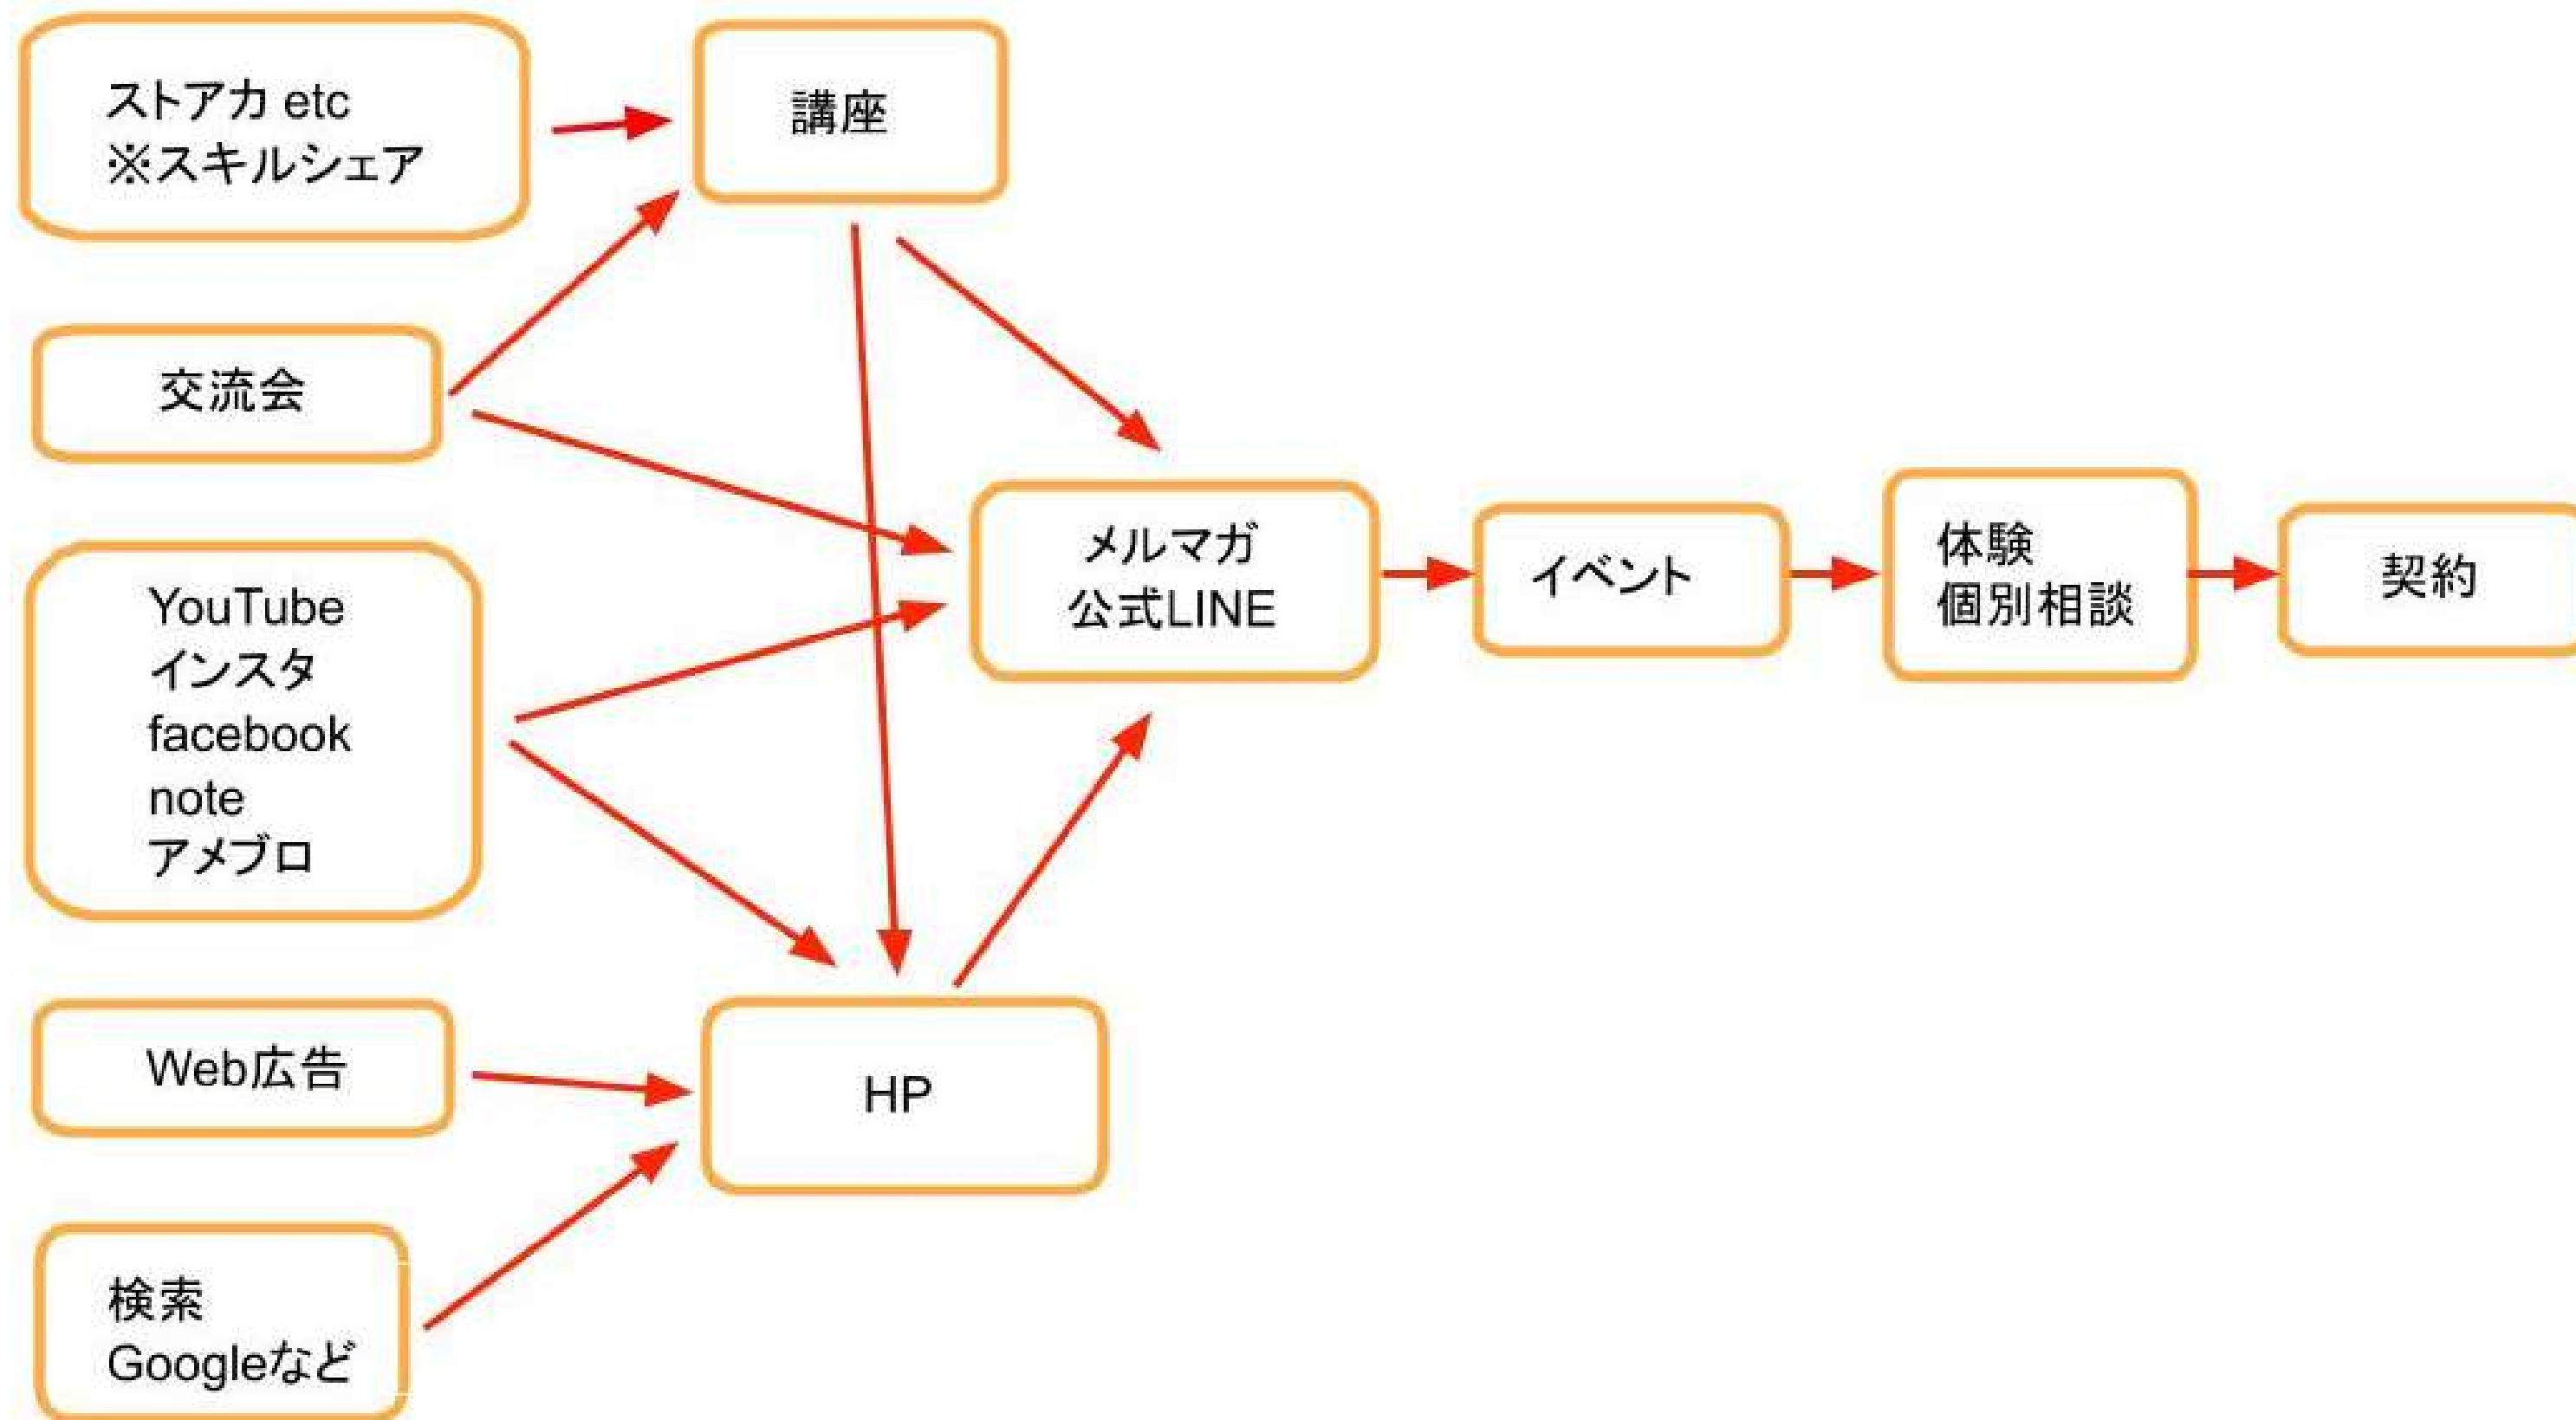 ストアカ etc
※スキルシェア
講座
交流会
YouTube
インスタ
facebook
note
アメブロ
メルマガ
公式LINE
イベント
体験
個別相談
契約
Web広告
HP
検索
Googleなど